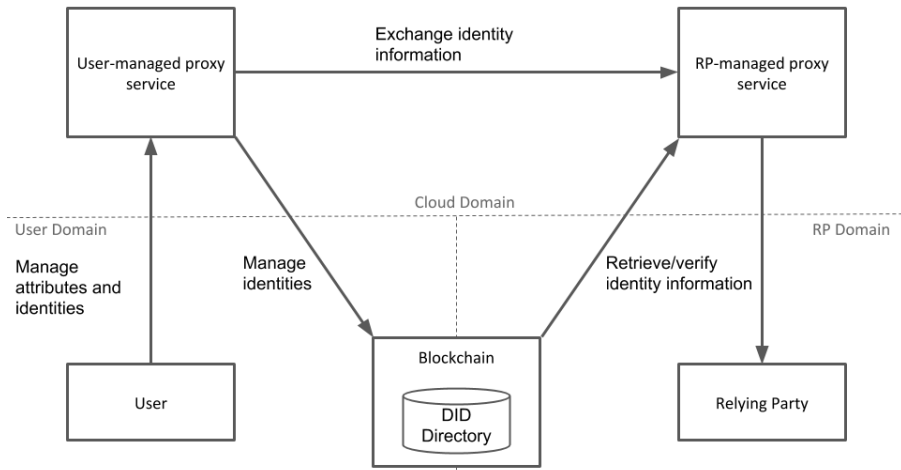 Exchange identity
information
User-managed proxy
service
RP-managed proxy
service
Cloud Domain
User Domain
RP Domain
Manage
attributes and
identities
Manage
identities
Retrieve/verify
identity information
Blockchain
DID
Directory
User
Relying Party